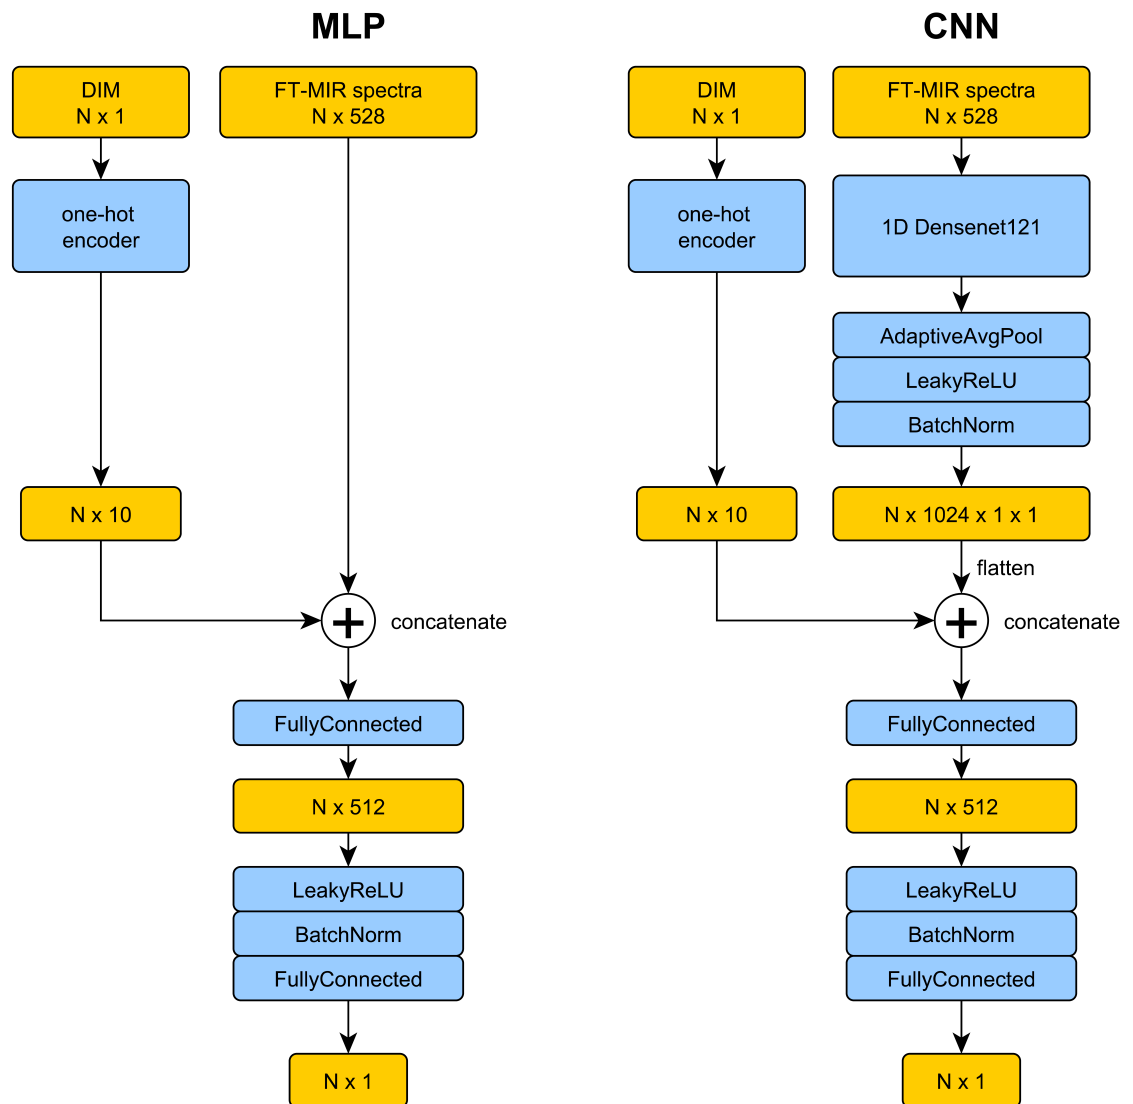 MLP
DIM
N x 1
FT-MIR spectra
N x 528
one-hot
encoder
N x 10
concatenate
FullyConnected
N x 512
LeakyReLU
BatchNorm
FullyConnected
N x 1
CNN
DIM
N x 1
FT-MIR spectra
N x 528
one-hot
encoder
1D Densenet121
AdaptiveAvgPool
LeakyReLU
BatchNorm
N x 10
N x 1024 x 1 x 1
flatten
concatenate
FullyConnected
N x 512
LeakyReLU
BatchNorm
FullyConnected
N x 1